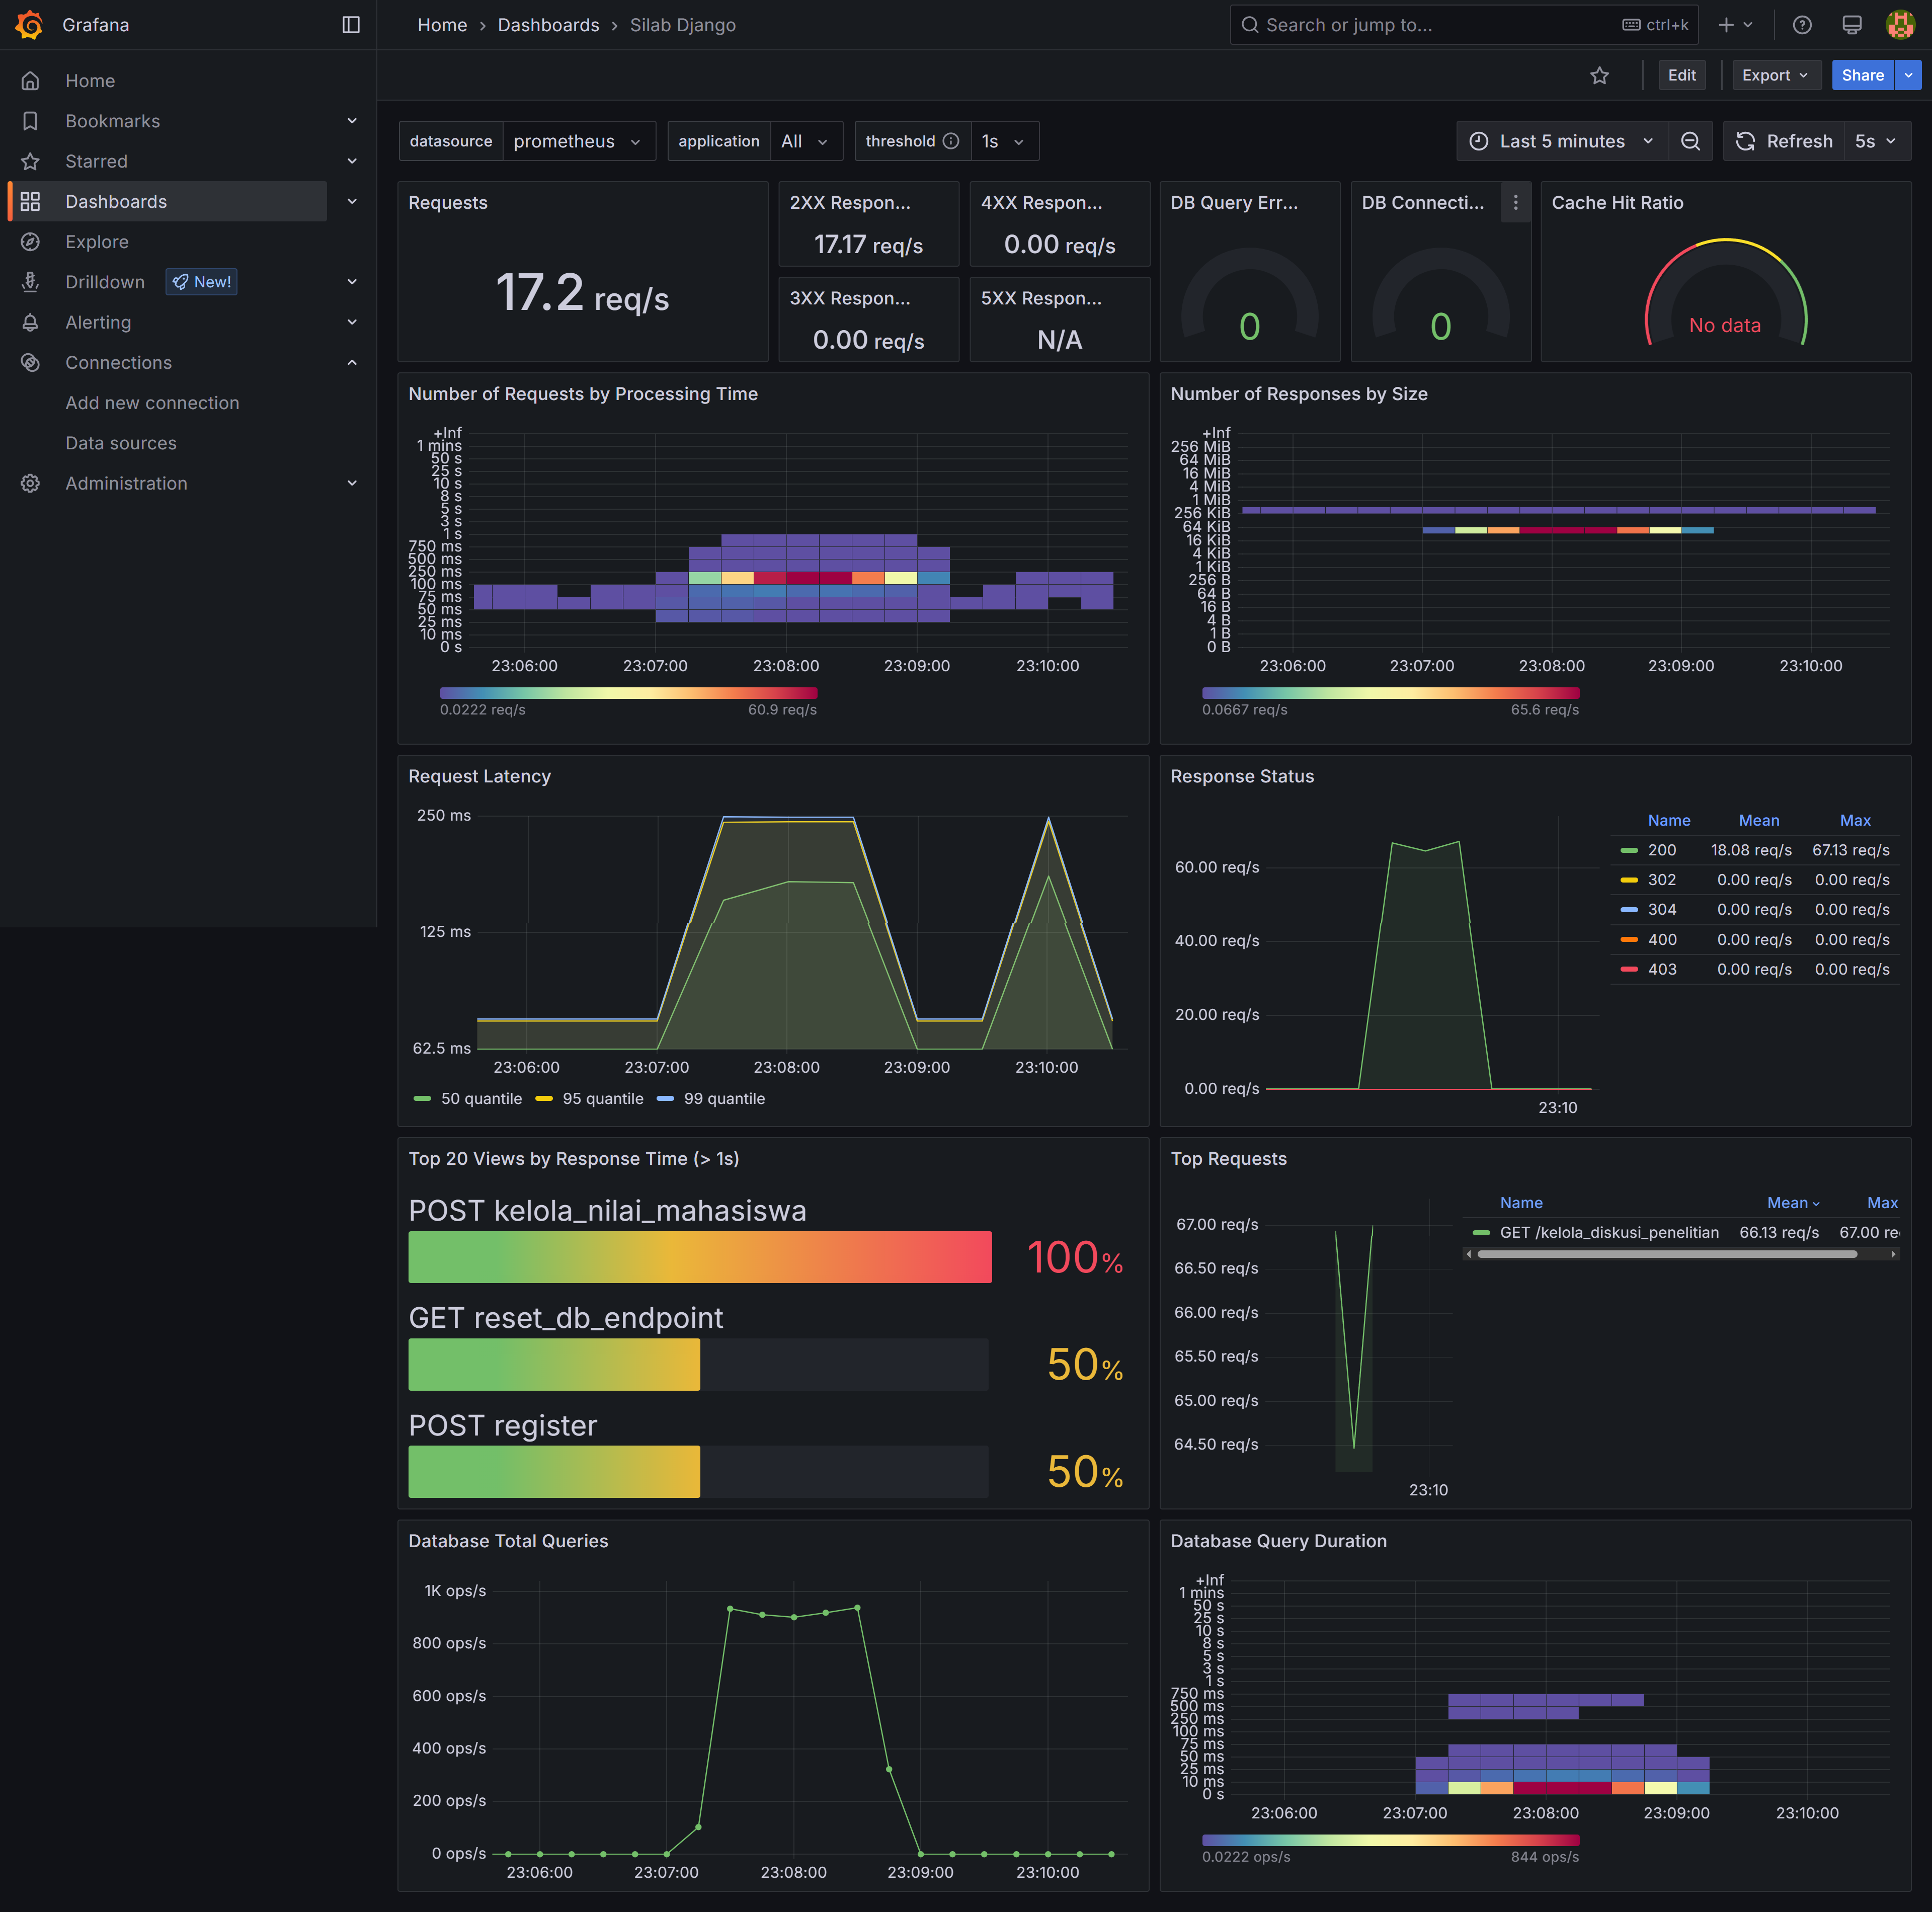 Grafana
Home › Dashboards › Silab Django
Search or jump to...
ctrl+k
Edit
Export
Share
Home
Bookmarks
Starred
Dashboards
Explore
Drilldown
New!
Alerting
Connections
Add new connection
Data sources
Administration
datasource prometheus
application All
threshold 1s
Last 5 minutes
Refresh 5s
Requests
17.2 req/s
2XX Respon...
17.17 req/s
4XX Respon...
0.00 req/s
3XX Respon...
0.00 req/s
5XX Respon...
N/A
DB Query Err...
0
DB Connecti...
0
Cache Hit Ratio
No data
Number of Requests by Processing Time
+Inf
1 mins
50 s
25 s
10 s
8 s
5 s
3 s
1 s
750 ms
500 ms
250 ms
100 ms
75 ms
50 ms
25 ms
10 ms
0 s
23:06:00 23:07:00 23:08:00 23:09:00 23:10:00
0.0222 req/s 60.9 req/s
Number of Responses by Size
+Inf
256 MiB
64 MiB
16 MiB
4 MiB
1 MiB
256 KiB
64 KiB
16 KiB
4 KiB
1 KiB
256 B
64 B
16 B
4 B
1 B
0 B
23:06:00 23:07:00 23:08:00 23:09:00 23:10:00
0.0667 req/s 65.6 req/s
Request Latency
250 ms
125 ms
62.5 ms
23:06:00 23:07:00 23:08:00 23:09:00 23:10:00
50 quantile 95 quantile 99 quantile
Response Status
60.00 req/s
40.00 req/s
20.00 req/s
0.00 req/s
23:10
Name Mean Max
200 18.08 req/s 67.13 req/s
302 0.00 req/s 0.00 req/s
304 0.00 req/s 0.00 req/s
400 0.00 req/s 0.00 req/s
403 0.00 req/s 0.00 req/s
Top 20 Views by Response Time (> 1s)
POST kelola_nilai_mahasiswa
100%
GET reset_db_endpoint
50%
POST register
50%
Top Requests
67.00 req/s
66.50 req/s
66.00 req/s
65.50 req/s
65.00 req/s
64.50 req/s
23:10
Name Mean Max
GET /kelola_diskusi_penelitian 66.13 req/s 67.00 re
Database Total Queries
1K ops/s
800 ops/s
600 ops/s
400 ops/s
200 ops/s
0 ops/s
23:06:00 23:07:00 23:08:00 23:09:00 23:10:00
Database Query Duration
+Inf
1 mins
50 s
25 s
10 s
8 s
5 s
3 s
1 s
750 ms
500 ms
250 ms
100 ms
75 ms
50 ms
25 ms
10 ms
0 s
23:06:00 23:07:00 23:08:00 23:09:00 23:10:00
0.0222 ops/s 844 ops/s